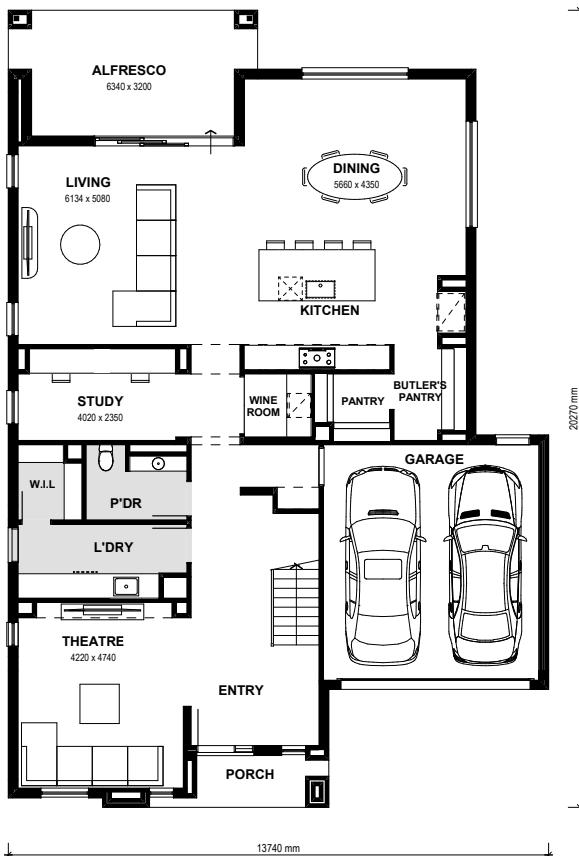 ALFRESCO
6340 x 3200
DINING
5660 x 4350
LIVING
6134 x 5080
KITCHEN
STUDY
4020 x 2350
WINE
ROOM
PANTRY
BUTLER'S
PANTRY
20270 mm
GARAGE
W.I.L
P'DR
L'DRY
THEATRE
4220 x 4740
ENTRY
PORCH
13740 mm